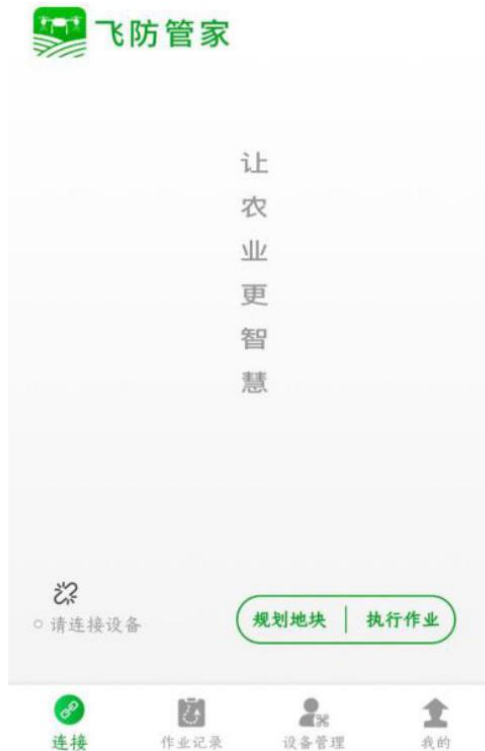 飞防管家
让农业更智慧
请连接设备
规划地块 | 执行作业
连接 作业记录 设备管理 我的